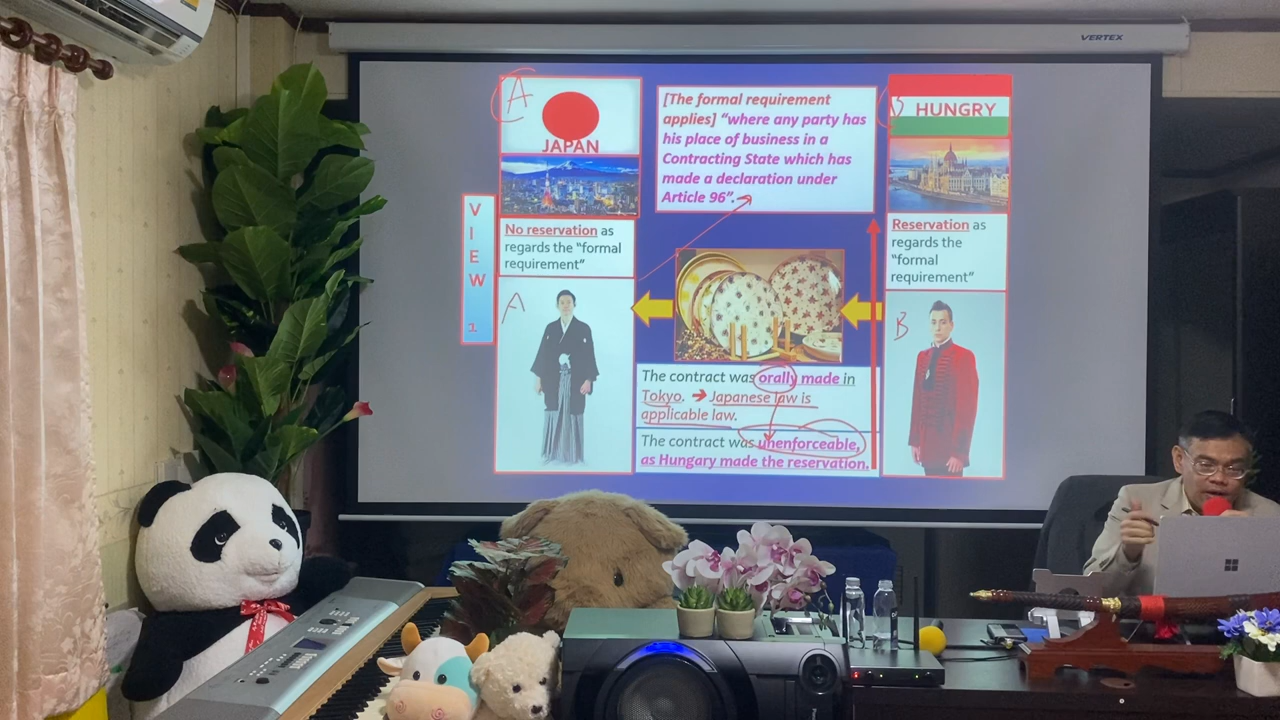 VERTEX
A
JAPAN
VIEW 1
No reservation as
regards the “formal
requirement”
A
[The formal requirement
applies] “where any party has
his place of business in a
Contracting State which has
made a declaration under
Article 96”.
The contract was orally made in
Tokyo. → Japanese law is
applicable law.
The contract was unenforceable,
as Hungary made the reservation.
B
HUNGRY
Reservation as
regards the
“formal
requirement”
B